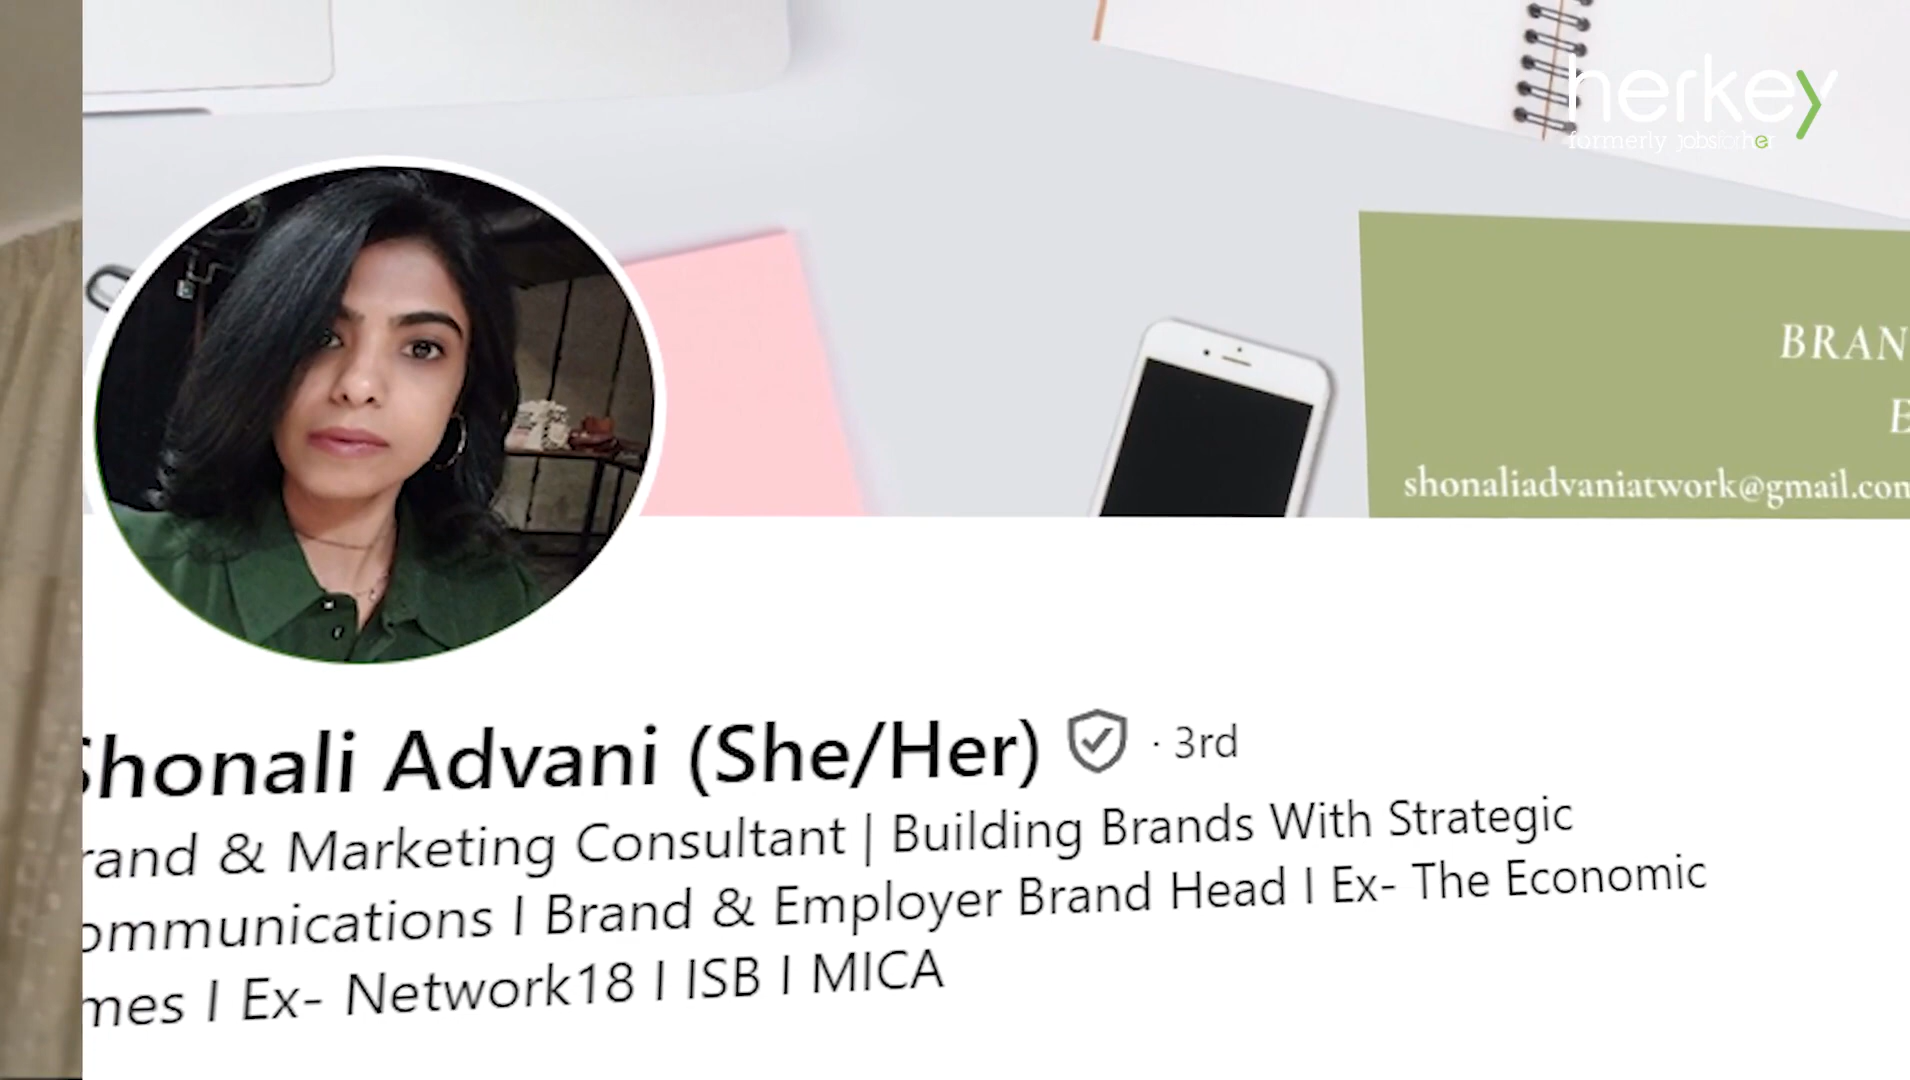 herkey
formerly jobsforher
BRAN
B
shonaliadvaniatwork@gmail.com
Shonali Advani (She/Her) · 3rd
rand & Marketing Consultant | Building Brands With Strategic
ommunications I Brand & Employer Brand Head I Ex- The Economic
mes I Ex- Network18 I ISB I MICA